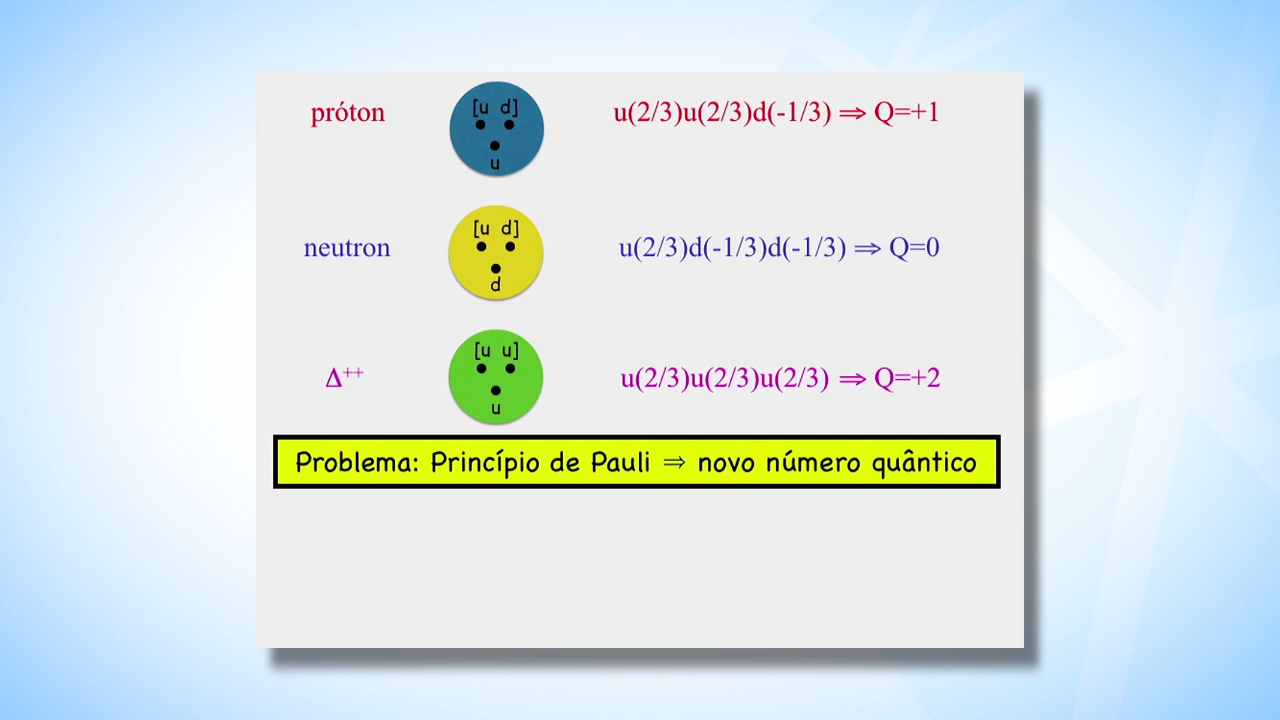 próton [u d] u(2/3)u(2/3)d(-1/3) ⇒ Q=+1
u
neutron [u d] u(2/3)d(-1/3)d(-1/3) ⇒ Q=0
d
Δ⁺⁺ [u u] u(2/3)u(2/3)u(2/3) ⇒ Q=+2
u
Problema: Princípio de Pauli ⇒ novo número quântico